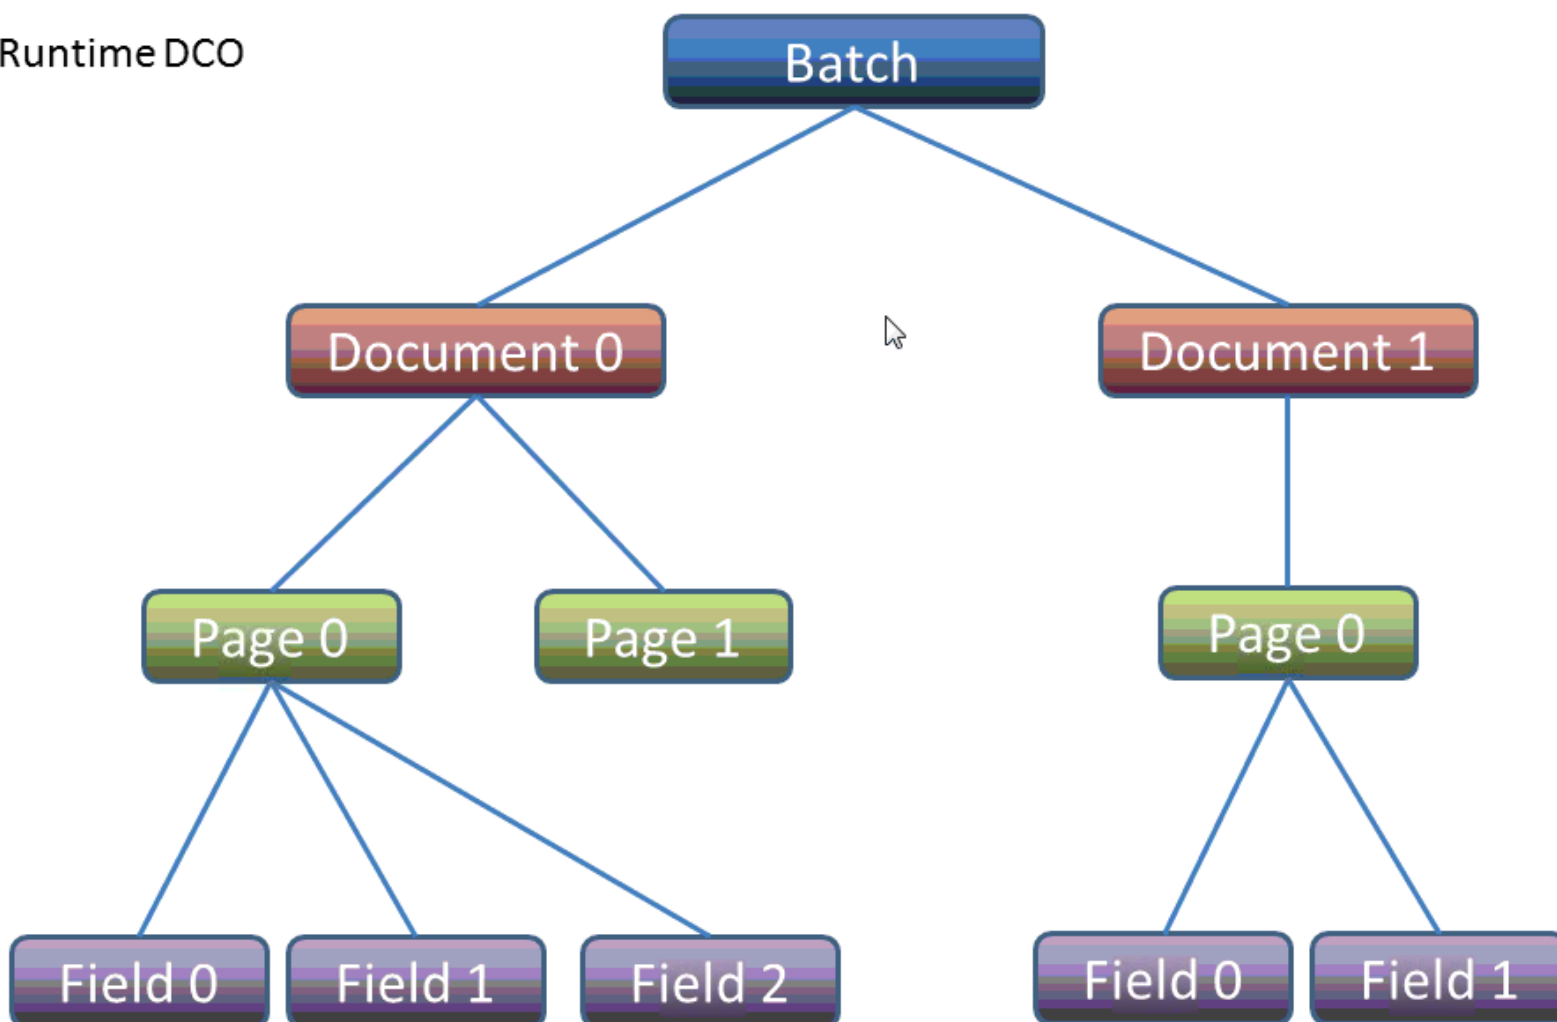 Runtime DCO
Batch
Document 0
Document 1
Page 0
Page 1
Page 0
Field 0
Field 1
Field 2
Field 0
Field 1